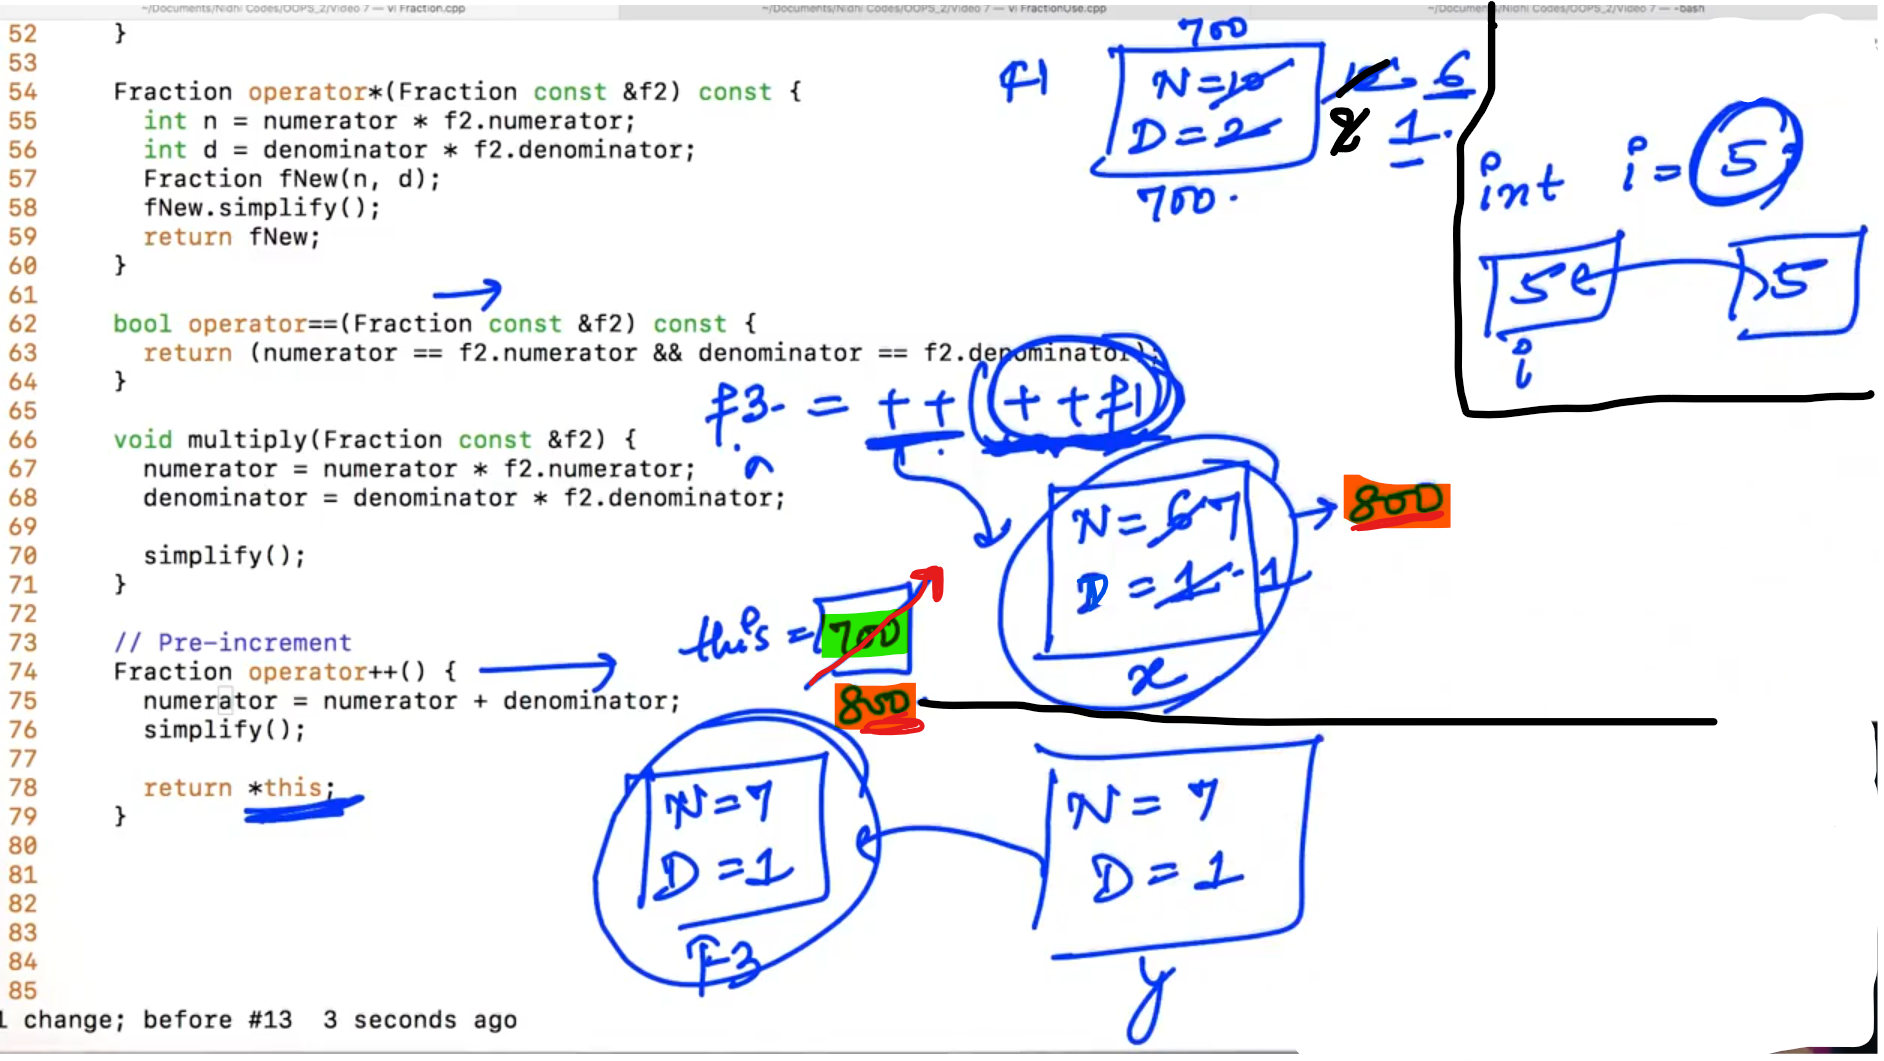 ~/Documents/Nidhi Codes/OOPS_2/Video 7 — vi Fraction.cpp
~/Documents/Nidhi Codes/OOPS_2/Video 7 — vi FractionUse.cpp
~/Documents/Nidhi Codes/OOPS_2/Video 7 — -bash
52 }
53
54 Fraction operator*(Fraction const &f2) const {
55 int n = numerator * f2.numerator;
56 int d = denominator * f2.denominator;
57 Fraction fNew(n, d);
58 fNew.simplify();
59 return fNew;
60 }
61
62 bool operator==(Fraction const &f2) const {
63 return (numerator == f2.numerator && denominator == f2.denominator);
64 }
65
66 void multiply(Fraction const &f2) {
67 numerator = numerator * f2.numerator;
68 denominator = denominator * f2.denominator;
69
70 simplify();
71 }
72
73 // Pre-increment
74 Fraction operator++() {
75 numerator = numerator + denominator;
76 simplify();
77
78 return *this;
79 }
80
81
82
83
84
85
1 change; before #13 3 seconds ago
700
f1
N = 10 12 6
D = 2 2 1
700
int i = 5
5 5
i
f3 = ++ (++f1)
N = 6 7
D = 1 1
x
800
this = 700
800
N = 7
D = 1
F3
N = 7
D = 1
y